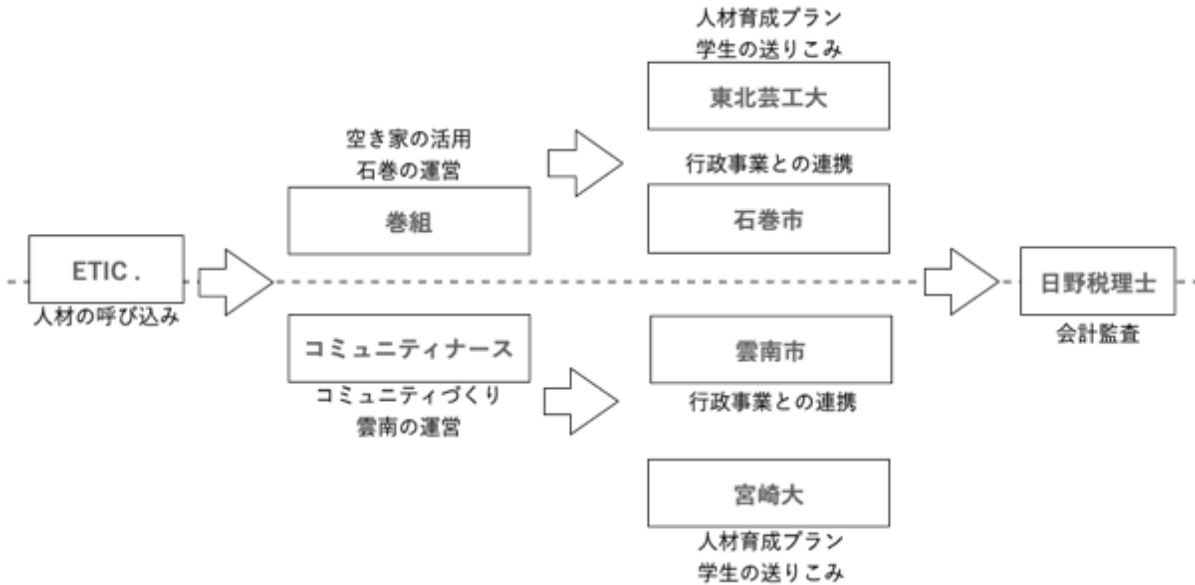 人材育成プラン
学生の送りこみ
東北芸工大
空き家の活用
石巻の運営
行政事業との連携
巻組
石巻市
ETIC .
人材の呼び込み
日野税理士
会計監査
コミュニティナース
コミュニティづくり
雲南の運営
雲南市
行政事業との連携
宮崎大
人材育成プラン
学生の送りこみ